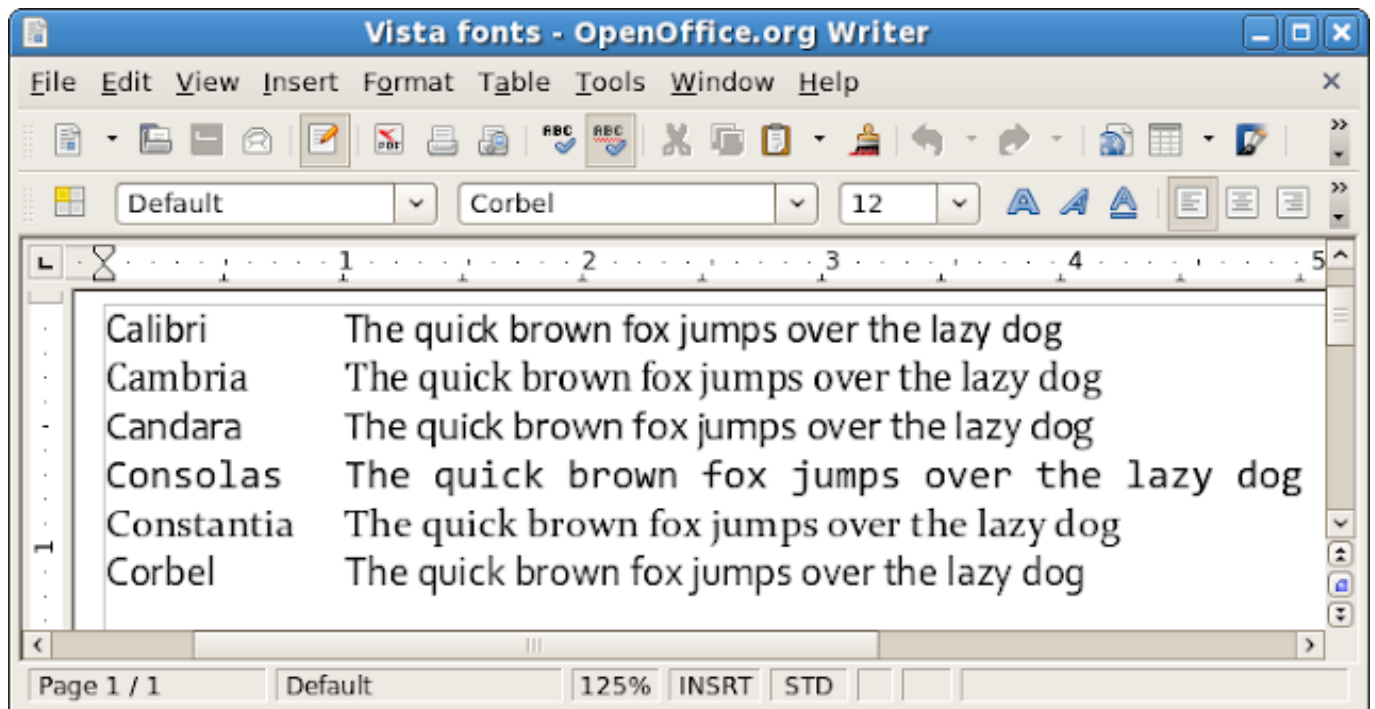 Vista fonts - OpenOffice.org Writer
File Edit View Insert Format Table Tools Window Help
PDF ABC ABC
Default Corbel 12
1 2 3 4 5
Calibri The quick brown fox jumps over the lazy dog
Cambria The quick brown fox jumps over the lazy dog
Candara The quick brown fox jumps over the lazy dog
Consolas The quick brown fox jumps over the lazy dog
Constantia The quick brown fox jumps over the lazy dog
1
Corbel The quick brown fox jumps over the lazy dog
Page 1 / 1 Default 125% INSRT STD